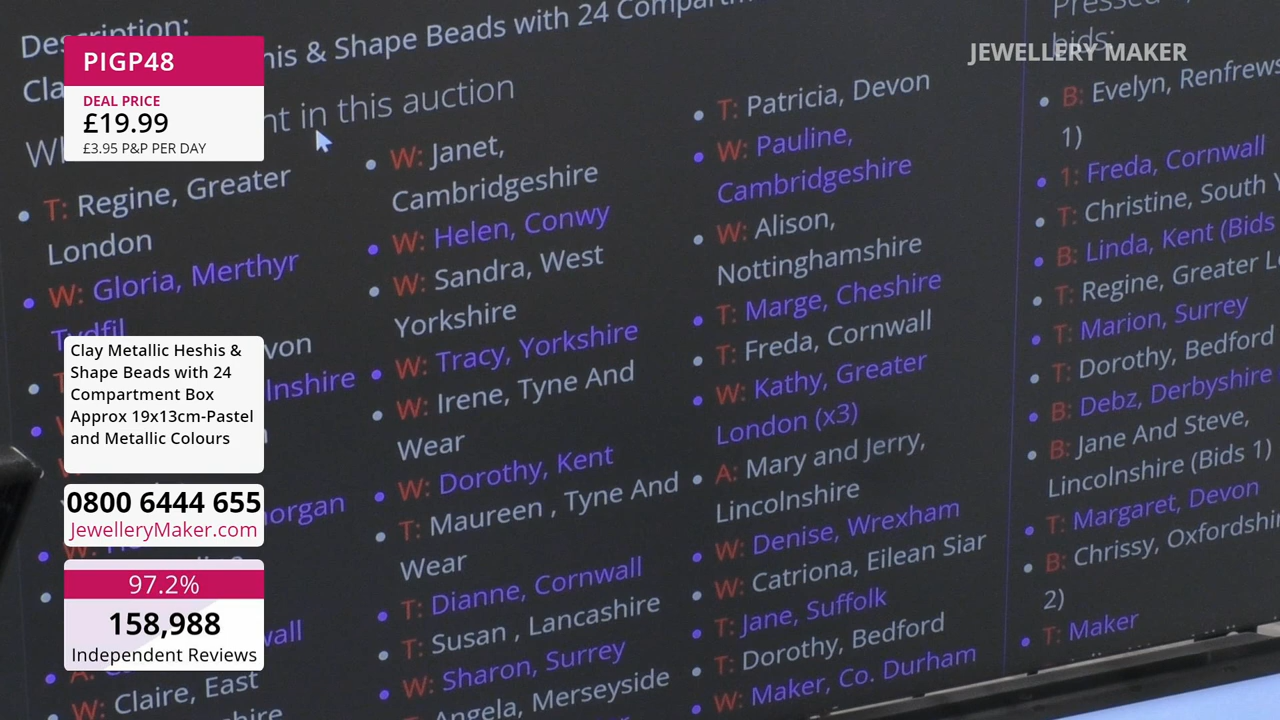 Description:
his & Shape Beads with 24
Cla
Wh
nt in this auction
T: Regine, Greater
London
W: Gloria, Merthyr
Tydfil
von
lnshire
organ
wall
W: Claire, East
W: Janet,
Cambridgeshire
W: Helen, Conwy
W: Sandra, West
Yorkshire
W: Tracy, Yorkshire
W: Irene, Tyne And
Wear
W: Dorothy, Kent
T: Maureen , Tyne And
Wear
T: Dianne, Cornwall
T: Susan , Lancashire
W: Sharon, Surrey
Angela, Merseyside
T: Patricia, Devon
W: Pauline,
Cambridgeshire
W: Alison,
Nottinghamshire
T: Marge, Cheshire
T: Freda, Cornwall
W: Kathy, Greater
London (x3)
A: Mary and Jerry,
Lincolnshire
W: Denise, Wrexham
W: Catriona, Eilean Siar
T: Jane, Suffolk
T: Dorothy, Bedford
W: Maker, Co. Durham
Pressed
bids:
B: Evelyn, Renfrews
1)
1: Freda, Cornwall
T: Christine, South Y
B: Linda, Kent (Bids
T: Regine, Greater L
T: Marion, Surrey
T: Dorothy, Bedford
B: Debz, Derbyshire
B: Jane And Steve,
Lincolnshire (Bids 1)
T: Margaret, Devon
B: Chrissy, Oxfordshir
2)
T: Maker
JEWELLERY MAKER
PIGP48
DEAL PRICE
£19.99
£3.95 P&P PER DAY
Clay Metallic Heshis &
Shape Beads with 24
Compartment Box
Approx 19x13cm-Pastel
and Metallic Colours
0800 6444 655
JewelleryMaker.com
97.2%
158,988
Independent Reviews